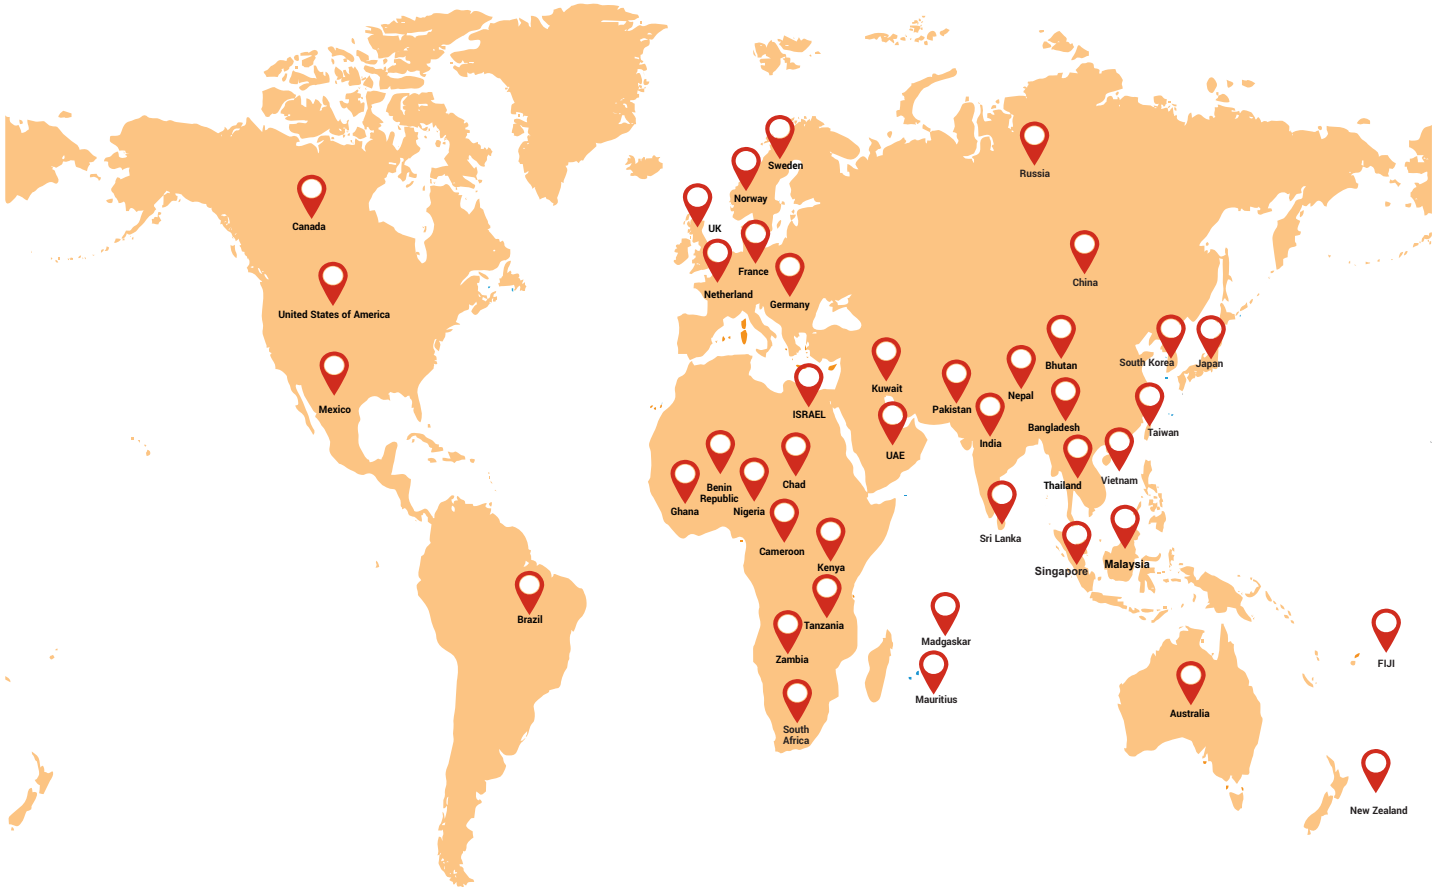 Sweden
Russia
Norway
Canada
UK
France
China
Netherland
Germany
United States of America
South Korea
Japan
Bhutan
Kuwait
Nepal
Mexico
ISRAEL
Pakistan
Bangladesh
Taiwan
India
UAE
Chad
Thailand
Vietnam
Benin
Republic
Ghana
Nigeria
Sri Lanka
Cameroon
Kenya
Singapore
Malaysia
Brazil
Tanzania
Madgaskar
Zambia
FIJI
Mauritius
Australia
South
Africa
New Zealand